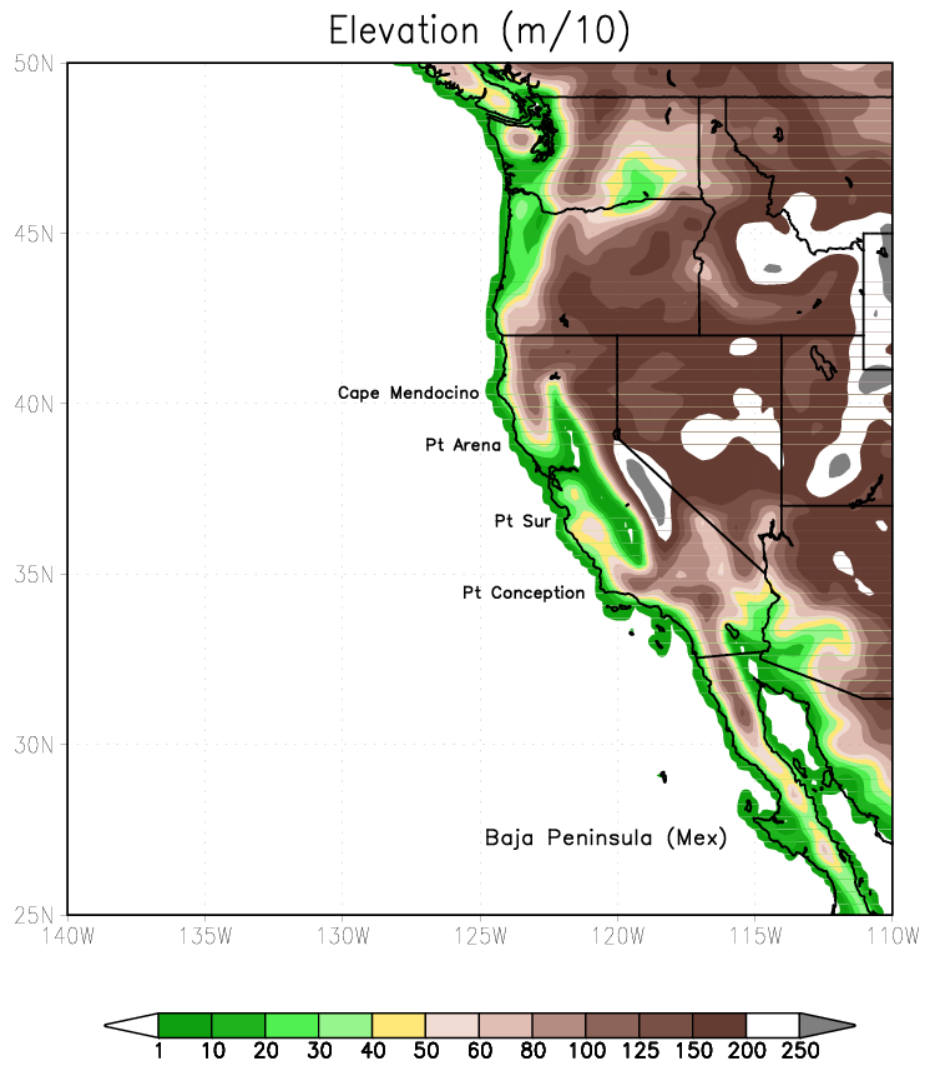 Elevation (m/10)
50N
45N
Cape Mendocino
40N
Pt Arena
Pt Sur
35N
Pt Conception
30N
Baja Peninsula (Mex)
25N
140W 135W 130W 125W 120W 115W 110W
1 10 20 30 40 50 60 80 100 125 150 200 250